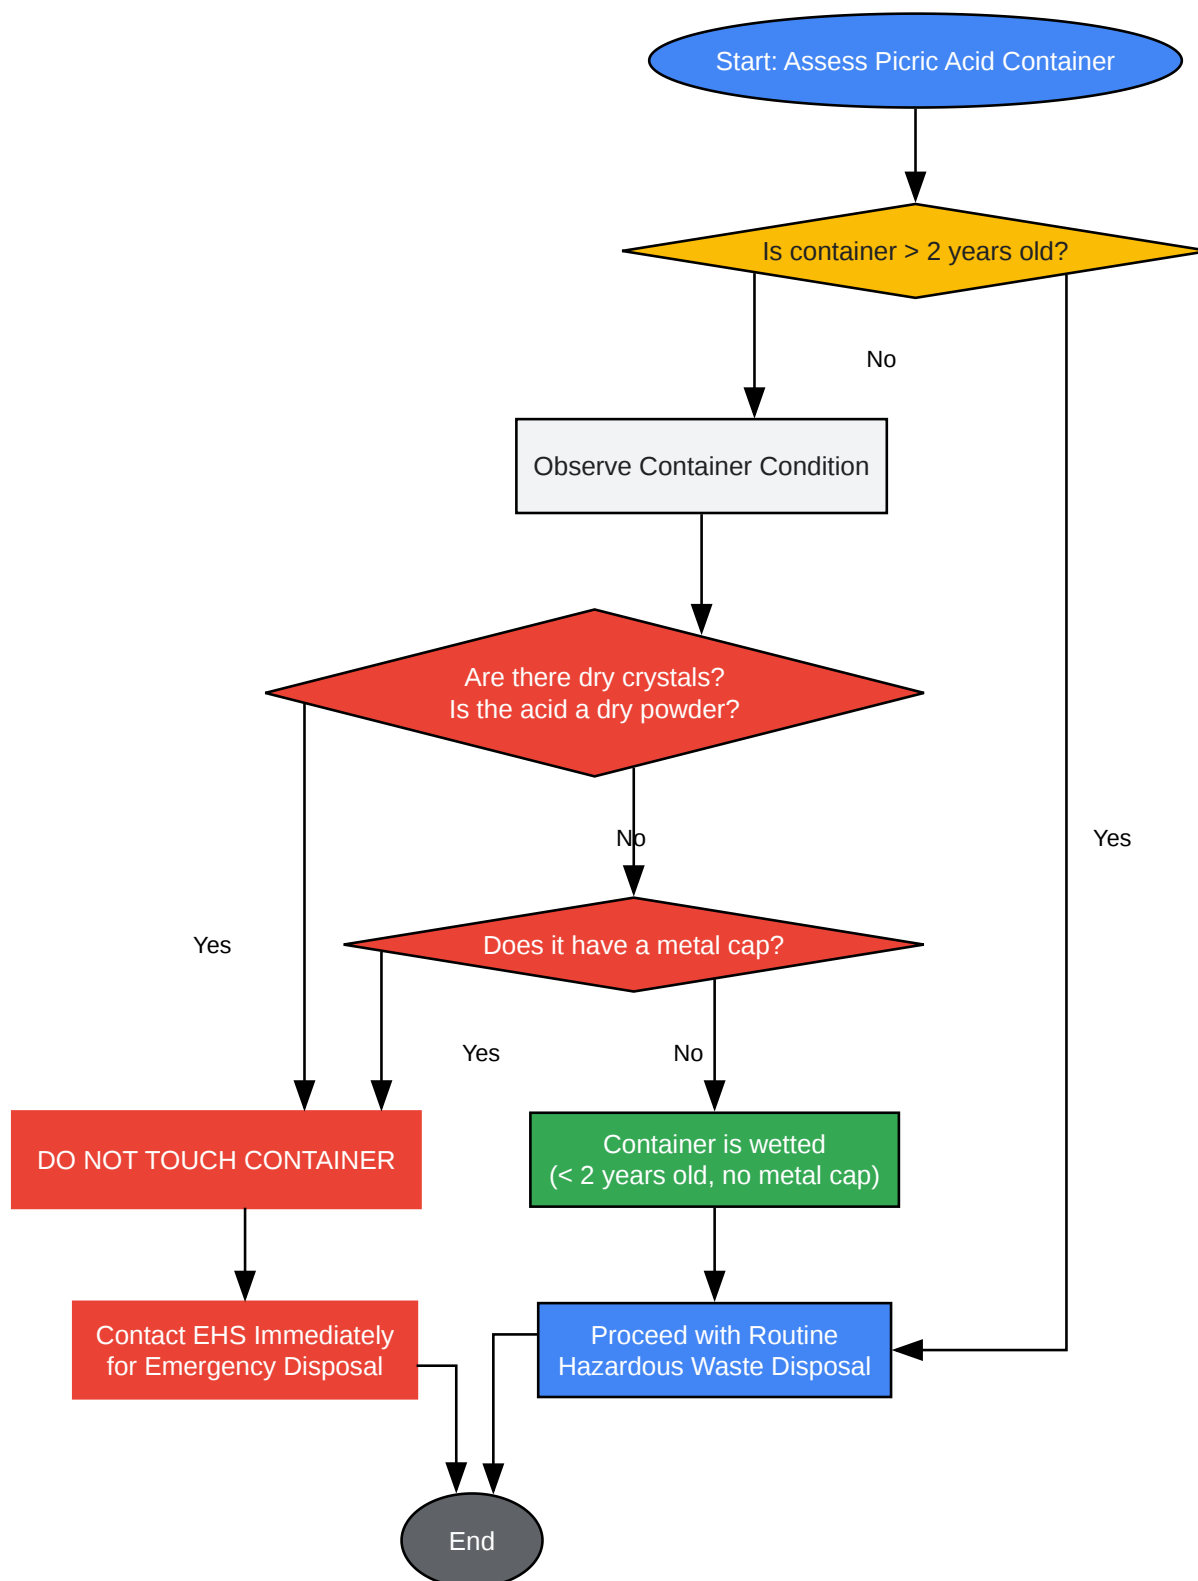 Start: Assess Picric Acid Container
Is container > 2 years old?
No
Observe Container Condition
Are there dry crystals?
Is the acid a dry powder?
No
Yes
Yes
Does it have a metal cap?
Yes
No
DO NOT TOUCH CONTAINER
Container is wetted
(< 2 years old, no metal cap)
Contact EHS Immediately
for Emergency Disposal
Proceed with Routine
Hazardous Waste Disposal
End